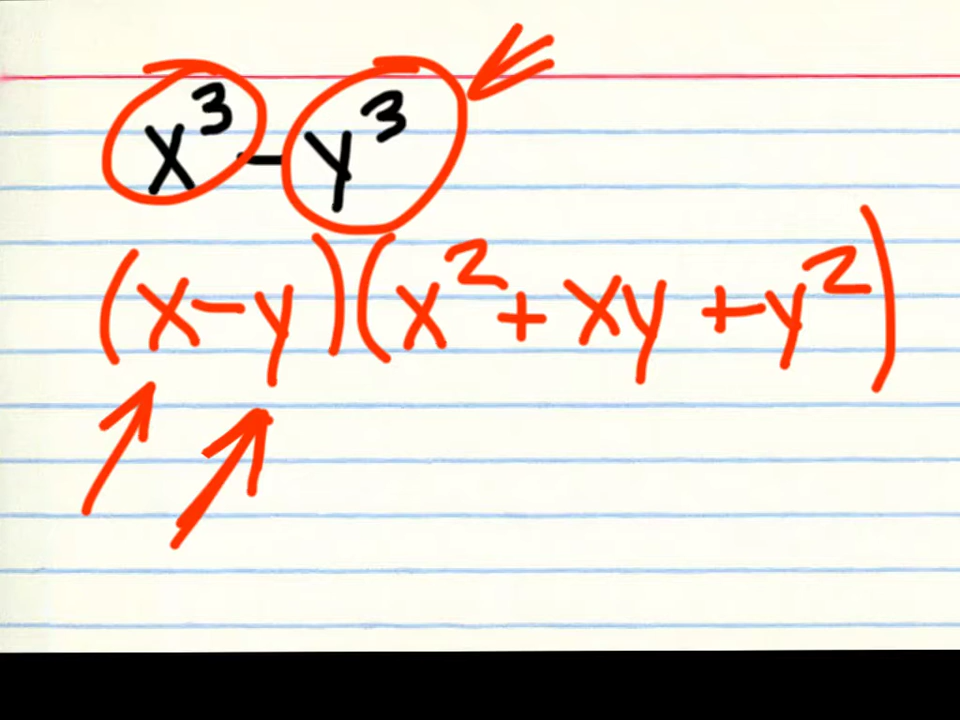 x³ - y³
(x-y)(x² + xy + y²)